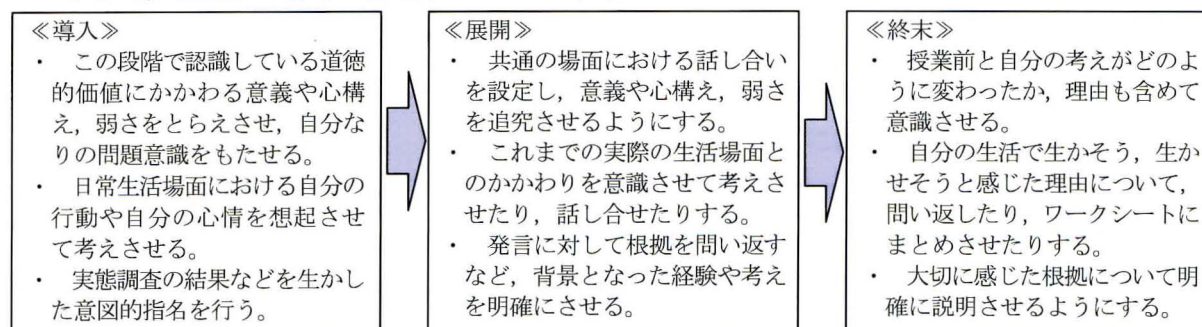 ≪導入≫
・　この段階で認識している道徳
的価値にかかわる意義や心構
え，弱さをとらえさせ，自分な
りの問題意識をもたせる。
・　日常生活場面における自分の
行動や自分の心情を想起させ
て考えさせる。
・　実態調査の結果などを生かし
た意図的指名を行う。
≪展開≫
・　共通の場面における話し合い
を設定し，意義や心構え，弱さ
を追究させるようにする。
・　これまでの実際の生活場面と
のかかわりを意識させて考えさ
せたり，話し合せたりする。
・　発言に対して根拠を問い返す
など，背景となった経験や考え
を明確にさせる。
≪終末≫
・　授業前と自分の考えがどのよ
うに変わったか，理由も含めて
意識させる。
・　自分の生活で生かそう，生か
せそうと感じた理由について，
問い返したり，ワークシートに
まとめさせたりする。
・　大切に感じた根拠について明
確に説明させるようにする。